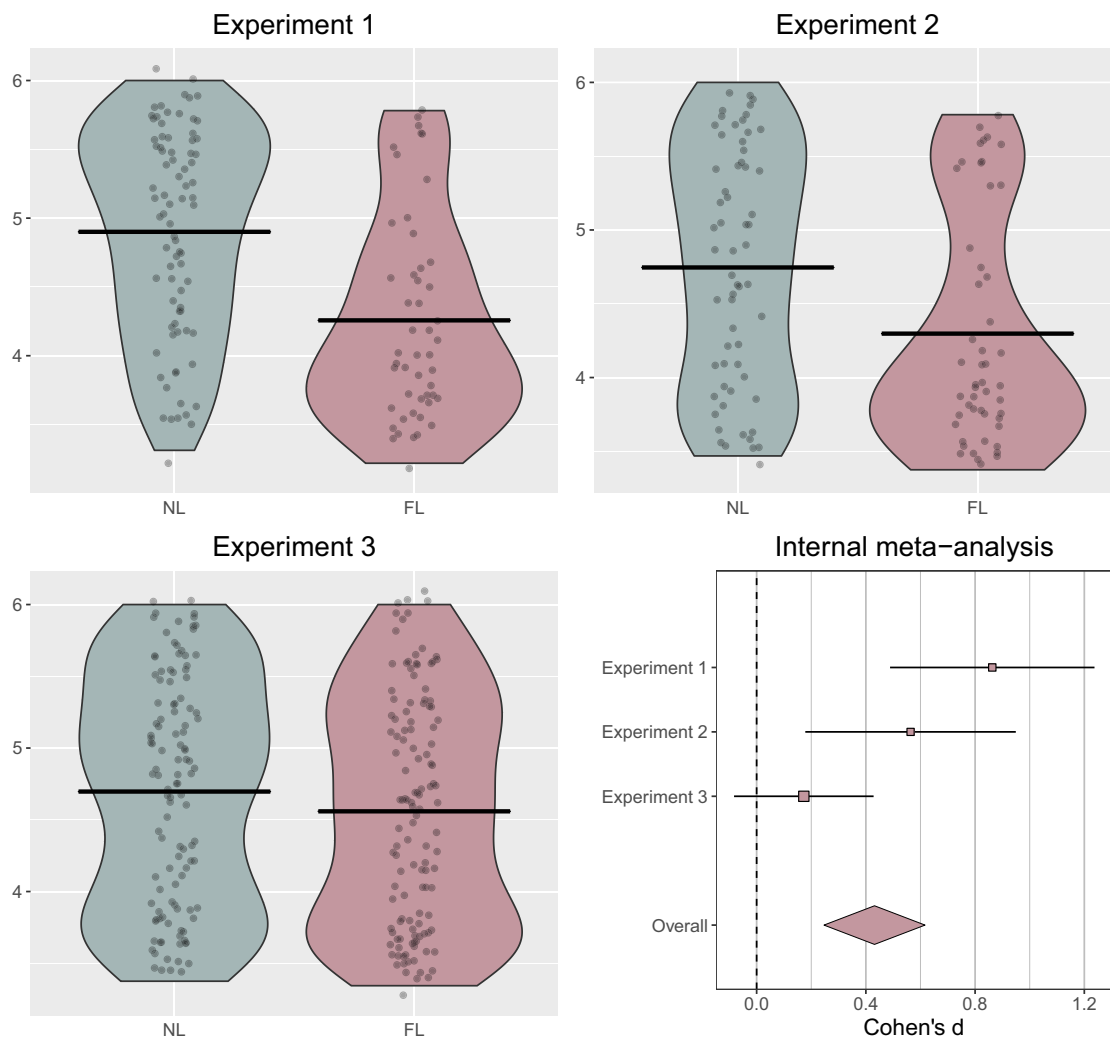 Experiment 1
6
5
4
NL FL
Experiment 2
6
5
4
NL FL
Experiment 3
6
5
4
NL FL
Internal meta−analysis
Experiment 1
Experiment 2
Experiment 3
Overall
0.0 0.4 0.8 1.2
Cohen's d